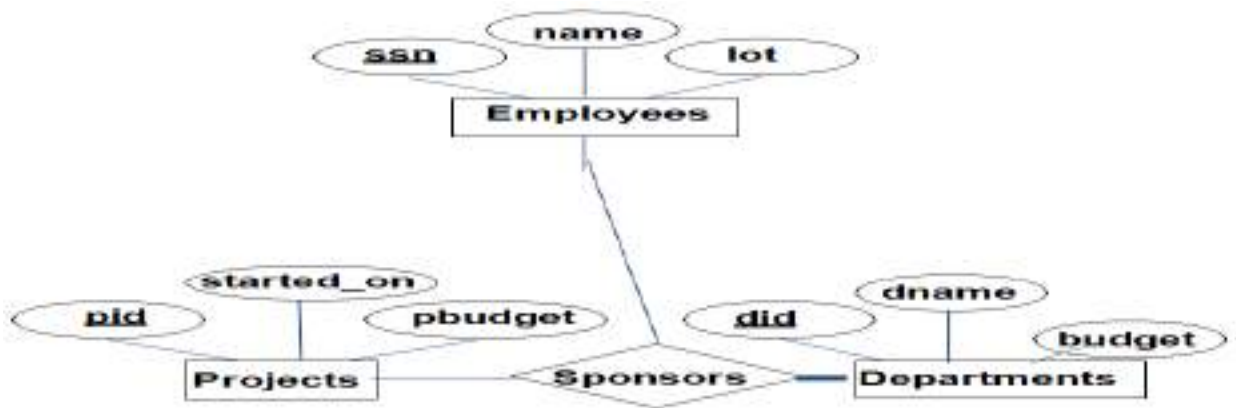 name
ssn
lot
Employees
started_on
pid
pbudget
dname
did
budget
Projects
Sponsors
Departments